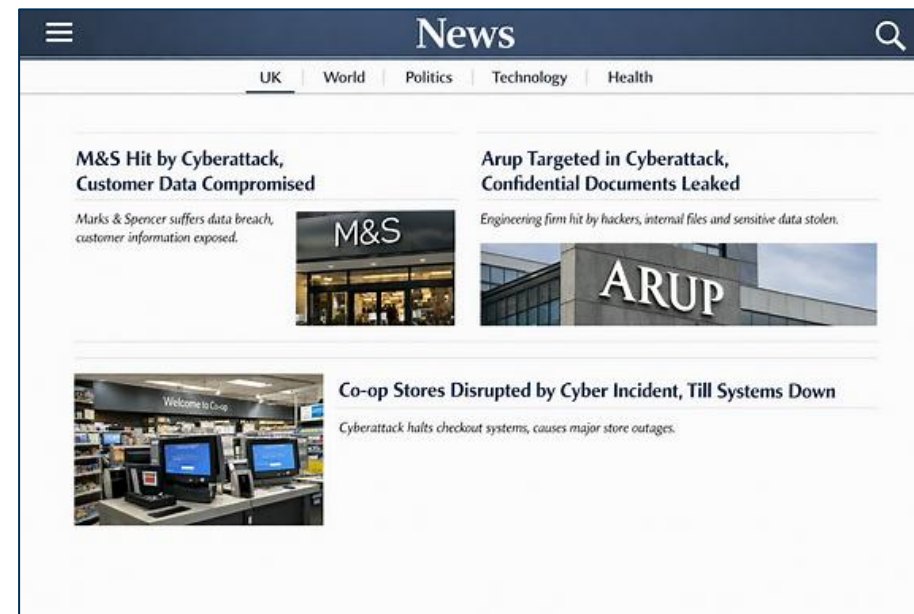 News
UK
World
Politics
Technology
Health
M&S Hit by Cyberattack,
Customer Data Compromised
Marks & Spencer suffers data breach,
customer information exposed.
M&S
Arup Targeted in Cyberattack,
Confidential Documents Leaked
Engineering firm hit by hackers, internal files and sensitive data stolen.
ARUP
Welcome to Co-op
Co-op Stores Disrupted by Cyber Incident, Till Systems Down
Cyberattack halts checkout systems, causes major store outages.